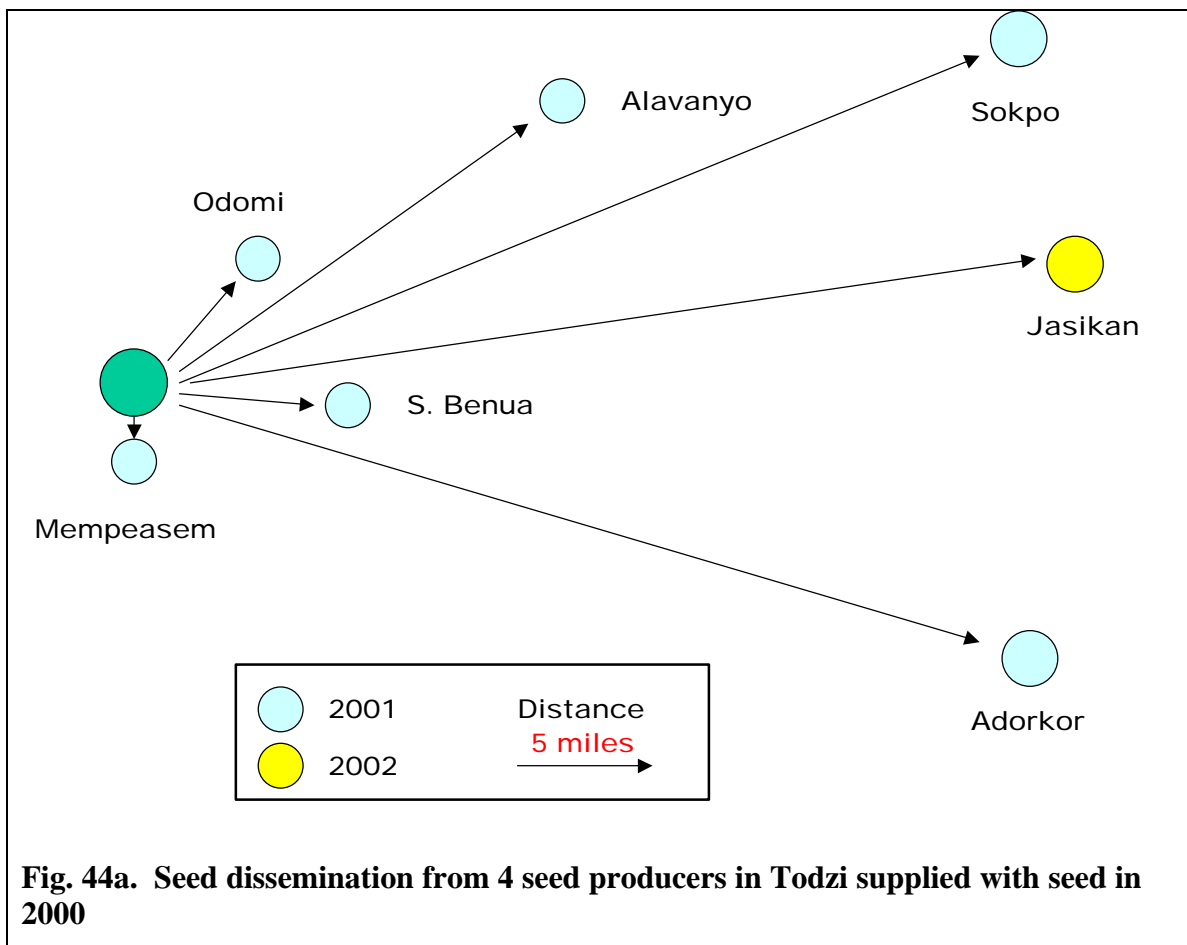 Alavanyo
Sokpo
Odomi
Jasikan
S. Benua
Mempeasem
2001
Distance
5 miles
2002
Adorkor
Fig. 44a. Seed dissemination from 4 seed producers in Todzi supplied with seed in
2000